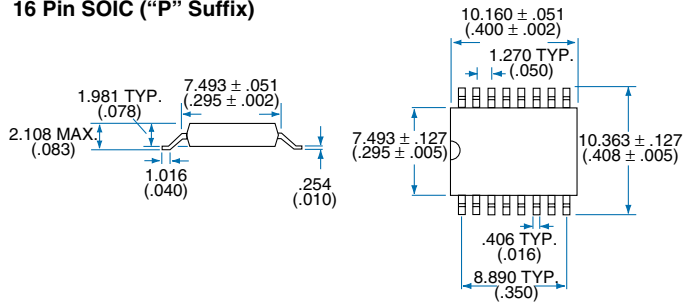 16 Pin SOIC (“P” Suffix)
10.160 ± .051
(.400 ± .002)
1.270 TYP.
(.050)
7.493 ± .051
(.295 ± .002)
1.981 TYP.
(.078)
2.108 MAX.
(.083)
1.016
(.040)
.254
(.010)
7.493 ± .127
(.295 ± .005)
10.363 ± .127
(.408 ± .005)
.406 TYP.
(.016)
8.890 TYP.
(.350)